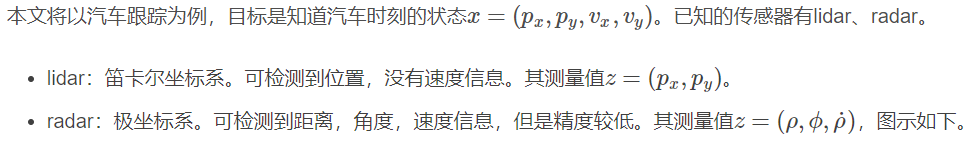 本文将以汽车跟踪为例，目标是知道汽车时刻的状态x = (pₓ, p_y, vₓ, v_y)。已知的传感器有lidar、radar。
• lidar：笛卡尔坐标系。可检测到位置，没有速度信息。其测量值z = (pₓ, p_y)。
• radar：极坐标系。可检测到距离，角度，速度信息，但是精度较低。其测量值z = (ρ, ϕ, ρ̇)，图示如下。